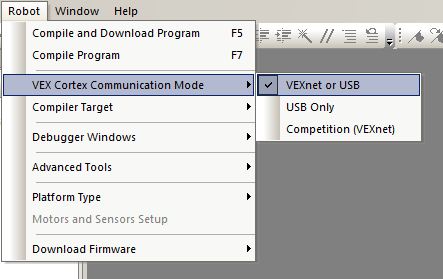 Robot Window Help
Compile and Download Program F5
Compile Program F7
VEX Cortex Communication Mode
VEXnet or USB
Compiler Target
USB Only
Competition (VEXnet)
Debugger Windows
Advanced Tools
Platform Type
Motors and Sensors Setup
Download Firmware